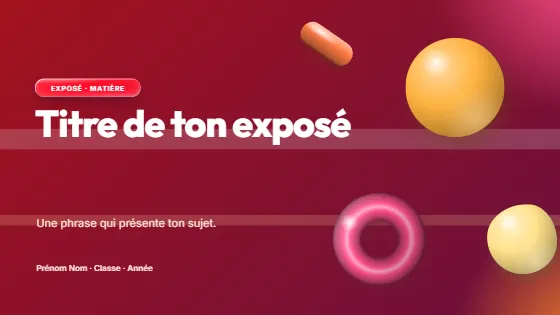 EXPOSÉ · MATIÈRE
Titre de ton exposé
Une phrase qui présente ton sujet.
Prénom Nom · Classe · Année